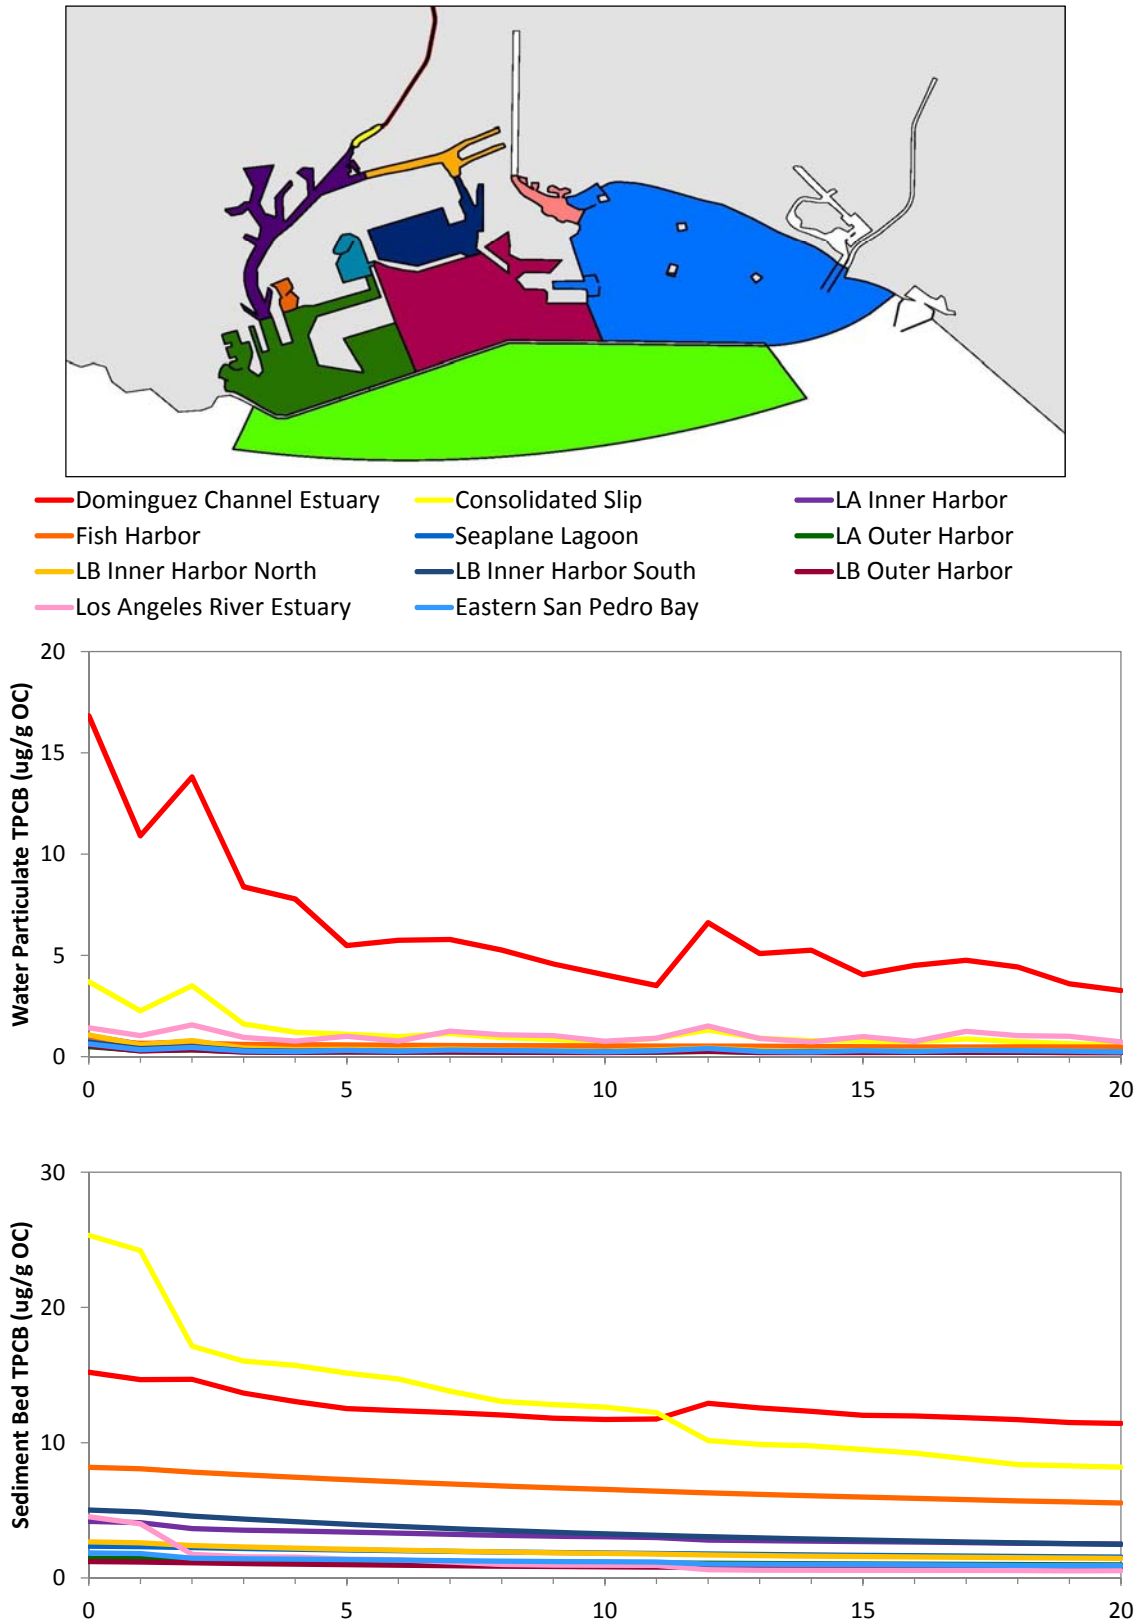 Dominguez Channel Estuary Consolidated Slip LA Inner Harbor
Fish Harbor Seaplane Lagoon LA Outer Harbor
LB Inner Harbor North LB Inner Harbor South LB Outer Harbor
Los Angeles River Estuary Eastern San Pedro Bay
Water Particulate TPCB (ug/g OC)
20
15
10
5
0
0 5 10 15 20
Sediment Bed TPCB (ug/g OC)
30
20
10
0
0 5 10 15 20